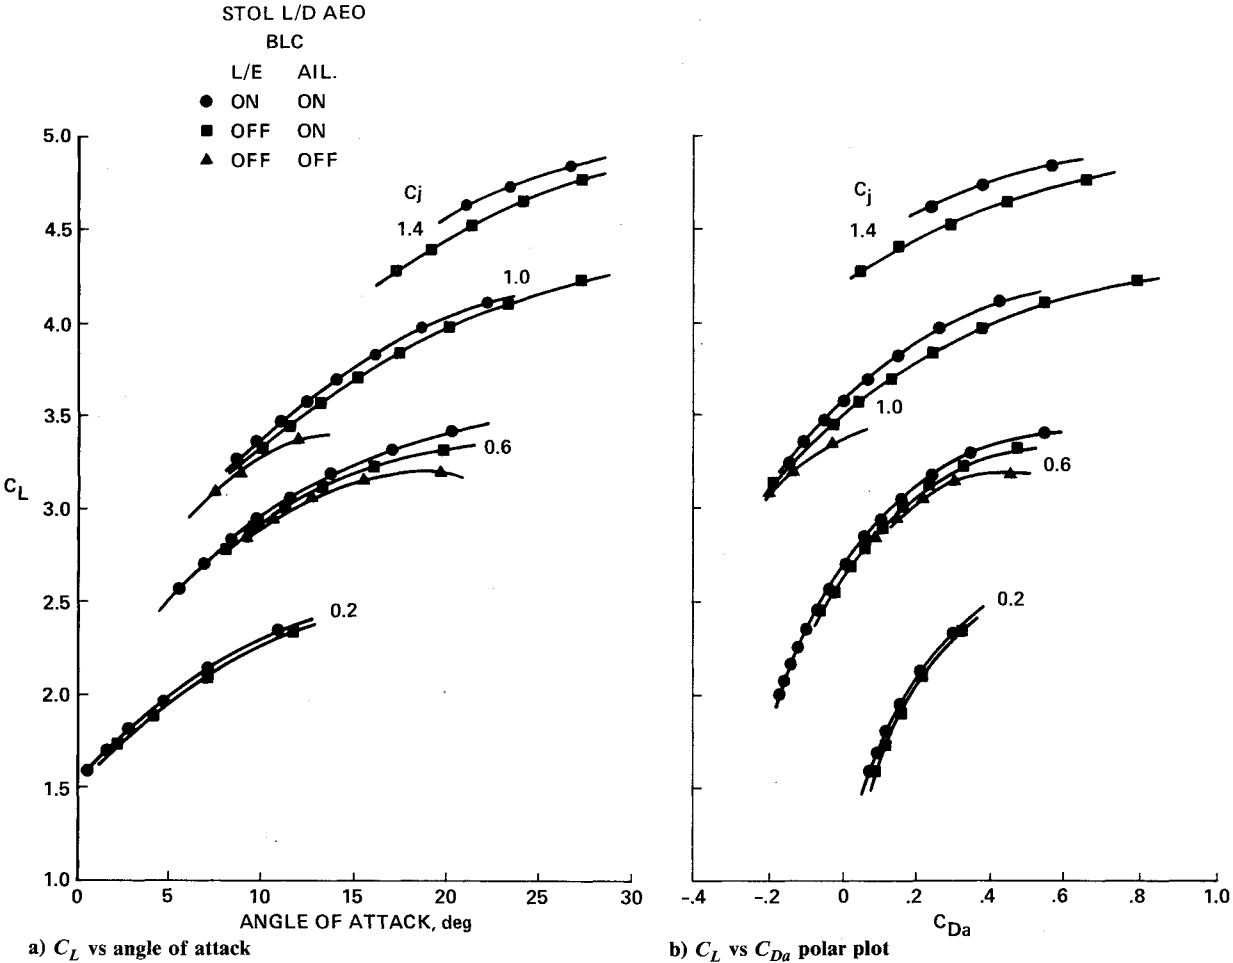 STOL L/D AEO
BLC
L/E AIL.
ON ON
OFF ON
OFF OFF
5.0
4.5
4.0
3.5
3.0
2.5
2.0
1.5
1.0
CL
Cj
1.4
1.0
0.6
0.2
0 5 10 15 20 25 30
ANGLE OF ATTACK, deg
a) CL vs angle of attack
Cj
1.4
1.0
0.6
0.2
-.4 -.2 0 .2 .4 .6 .8 1.0
CDa
b) CL vs CDa polar plot